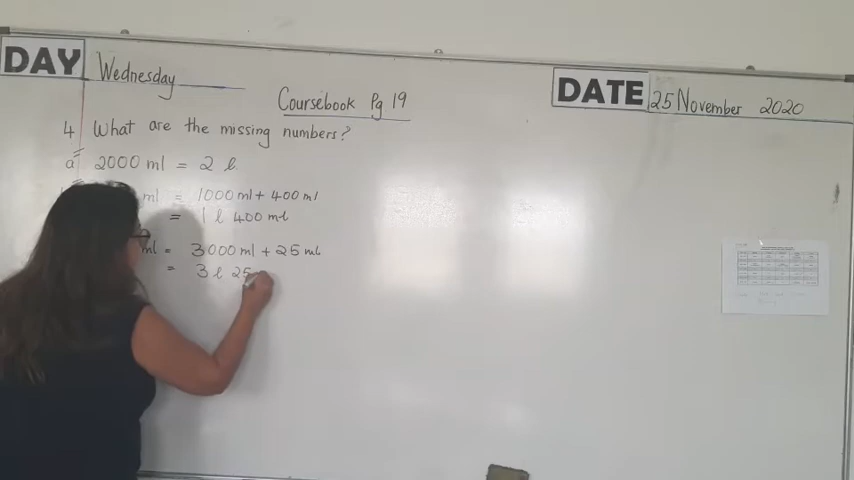 DAY Wednesday
DATE 25 November 2020
Coursebook Pg 19
4 What are the missing numbers?
a 2000 ml = 2 l
ml = 1000 ml + 400 ml
= 1 l 400 ml
ml = 3000 ml + 25 ml
= 3 l 25